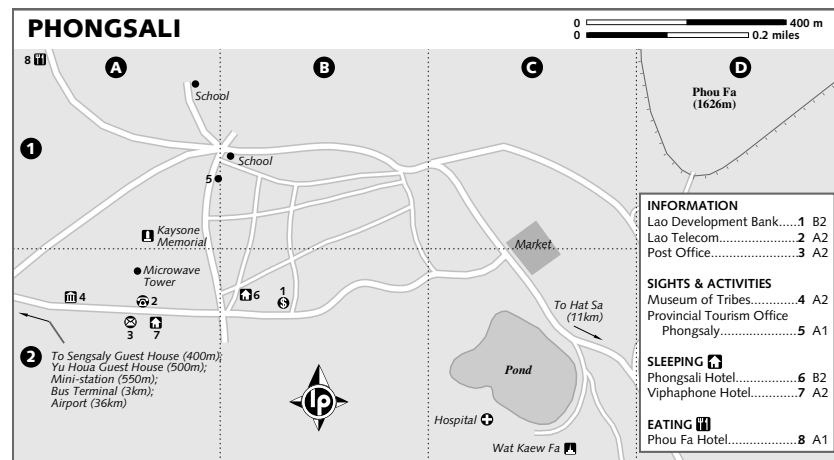 PHONGSALI
0 400 m
0 0.2 miles
A
B
C
D
8
School
Phou Fa
(1626m)
1
School
5
Kaysone
Memorial
Market
Microwave
Tower
4
2
6
1
3
7
To Hat Sa
(11km)
2
To Sengsaly Guest House (400m);
Yu Houa Guest House (500m);
Mini-station (550m);
Bus Terminal (3km);
Airport (36km)
lp
Pond
Hospital
Wat Kaew Fa
INFORMATION
Lao Development Bank.....1 B2
Lao Telecom.......................2 A2
Post Office.........................3 A2
SIGHTS & ACTIVITIES
Museum of Tribes...............4 A2
Provincial Tourism Office
Phongsaly.......................5 A1
SLEEPING
Phongsali Hotel..................6 B2
Viphaphone Hotel...............7 A2
EATING
Phou Fa Hotel....................8 A1